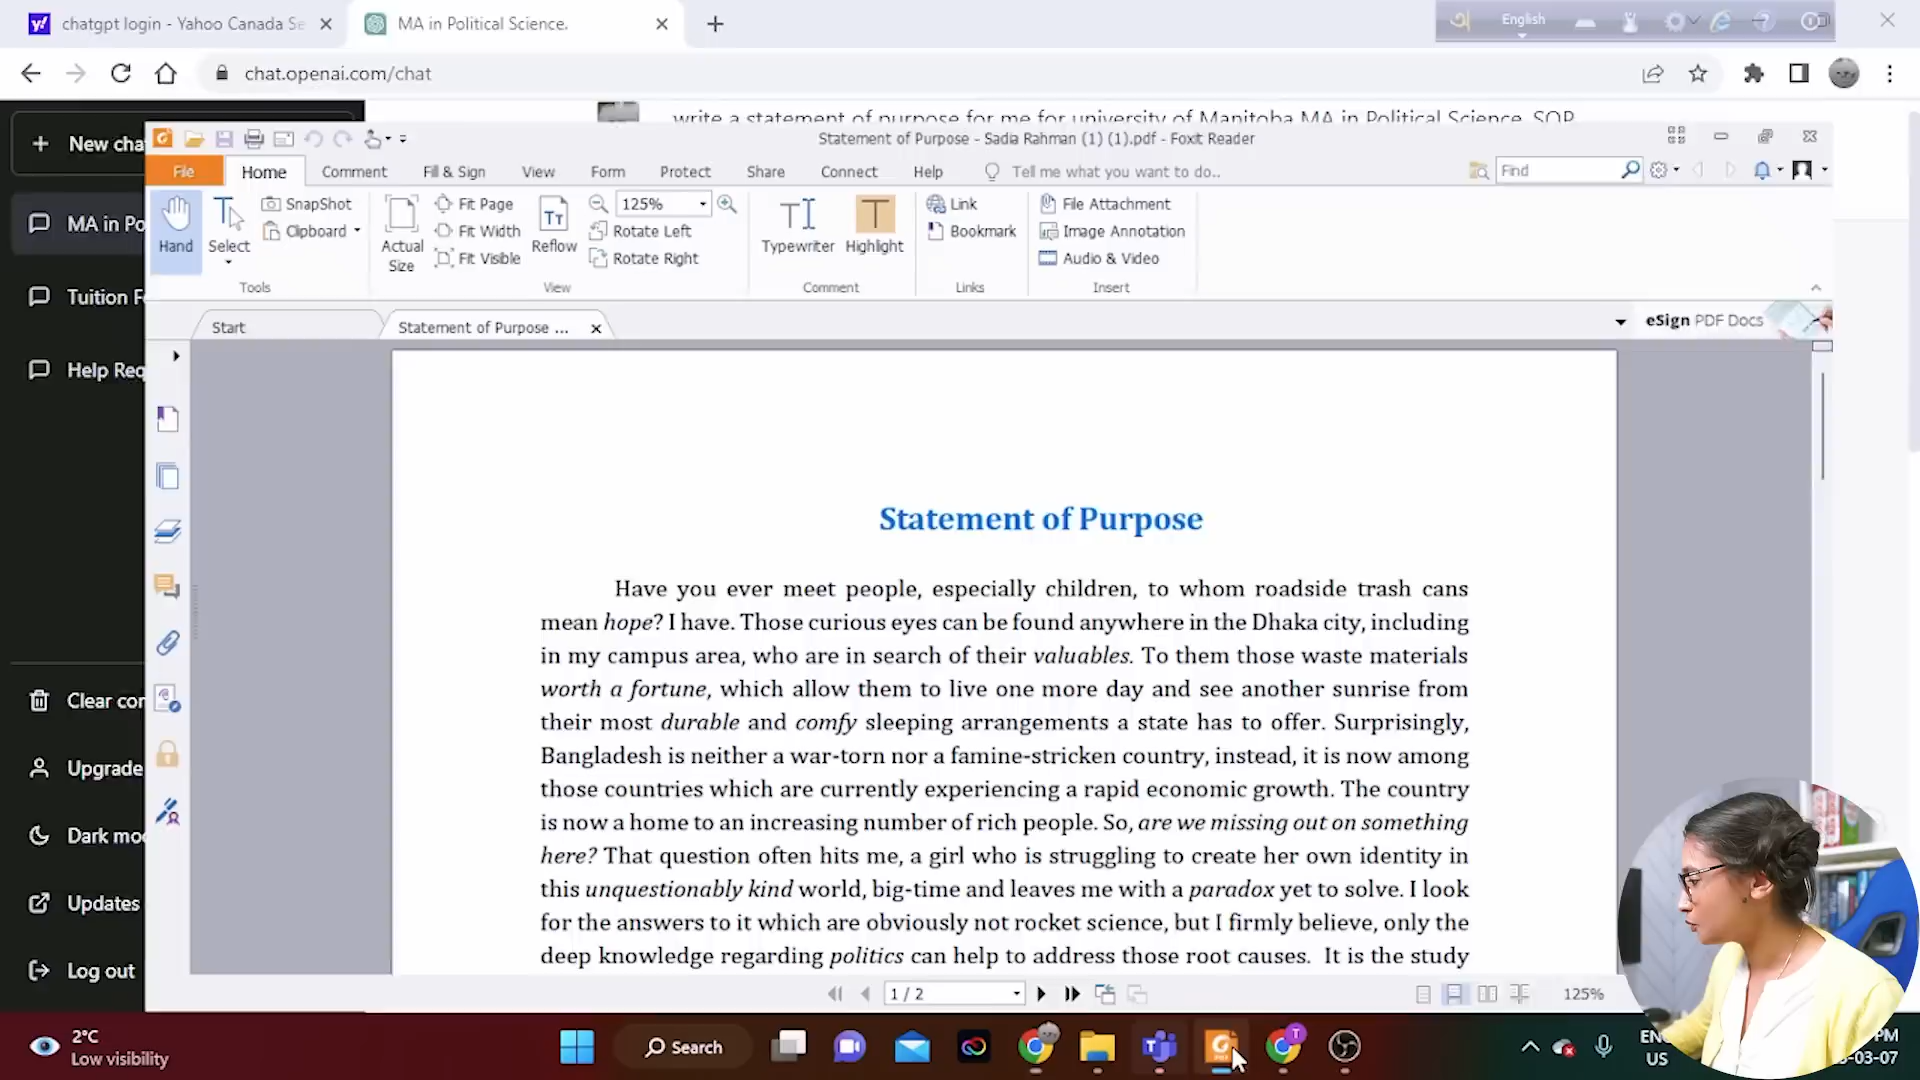 chatgpt login - Yahoo Canada Se
MA in Political Science.
English
chat.openai.com/chat
write a statement of purpose for me for university of Manitoba MA in Political Science. SOP
New cha
MA in Po
Tuition F
Help Req
Clear con
Upgrade
Dark mo
Updates
Log out
Statement of Purpose - Sadia Rahman (1) (1).pdf - Foxit Reader
File
Home
Comment
Fill & Sign
View
Form
Protect
Share
Connect
Help
Tell me what you want to do..
Find
Hand
Select
SnapShot
Clipboard
Tools
Actual
Size
Fit Page
Fit Width
Fit Visible
Reflow
125%
Rotate Left
Rotate Right
View
Typewriter
Highlight
Comment
Link
Bookmark
Links
File Attachment
Image Annotation
Audio & Video
Insert
Start
Statement of Purpose ...
eSign PDF Docs
Statement of Purpose
Have you ever meet people, especially children, to whom roadside trash cans
mean hope? I have. Those curious eyes can be found anywhere in the Dhaka city, including
in my campus area, who are in search of their valuables. To them those waste materials
worth a fortune, which allow them to live one more day and see another sunrise from
their most durable and comfy sleeping arrangements a state has to offer. Surprisingly,
Bangladesh is neither a war-torn nor a famine-stricken country, instead, it is now among
those countries which are currently experiencing a rapid economic growth. The country
is now a home to an increasing number of rich people. So, are we missing out on something
here? That question often hits me, a girl who is struggling to create her own identity in
this unquestionably kind world, big-time and leaves me with a paradox yet to solve. I look
for the answers to it which are obviously not rocket science, but I firmly believe, only the
deep knowledge regarding politics can help to address those root causes. It is the study
1 / 2
125%
2°C
Low visibility
Search
ENG
US
PM
-03-07